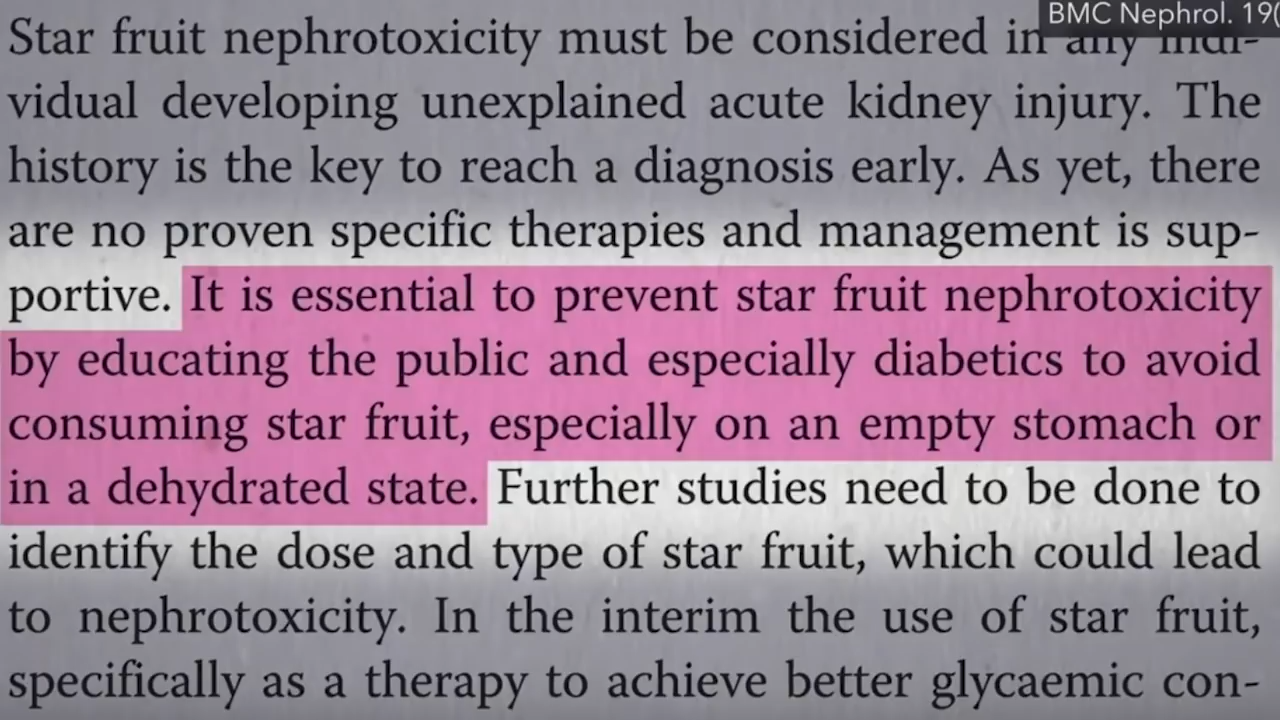 BMC Nephrol. 19(
Star fruit nephrotoxicity must be considered in any indi-
vidual developing unexplained acute kidney injury. The
history is the key to reach a diagnosis early. As yet, there
are no proven specific therapies and management is sup-
portive. It is essential to prevent star fruit nephrotoxicity
by educating the public and especially diabetics to avoid
consuming star fruit, especially on an empty stomach or
in a dehydrated state. Further studies need to be done to
identify the dose and type of star fruit, which could lead
to nephrotoxicity. In the interim the use of star fruit,
specifically as a therapy to achieve better glycaemic con-